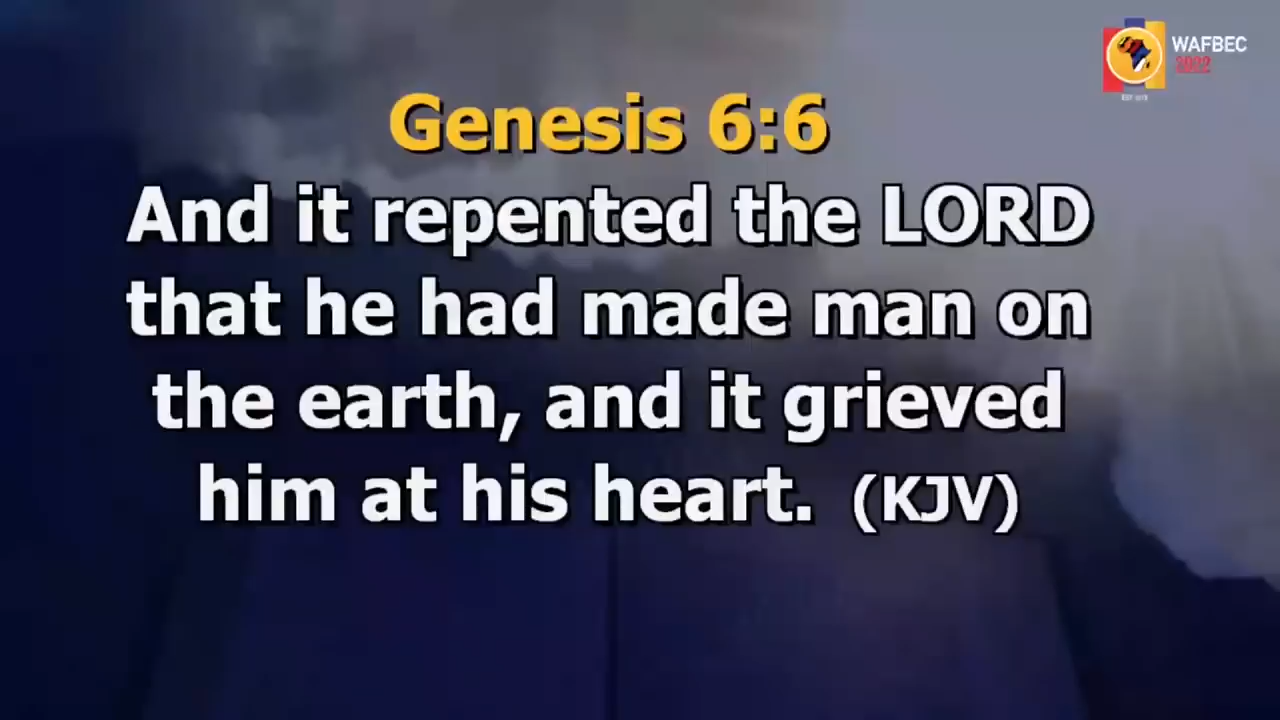 WAFBEC
2022
Genesis 6:6
And it repented the LORD
that he had made man on
the earth, and it grieved
him at his heart. (KJV)